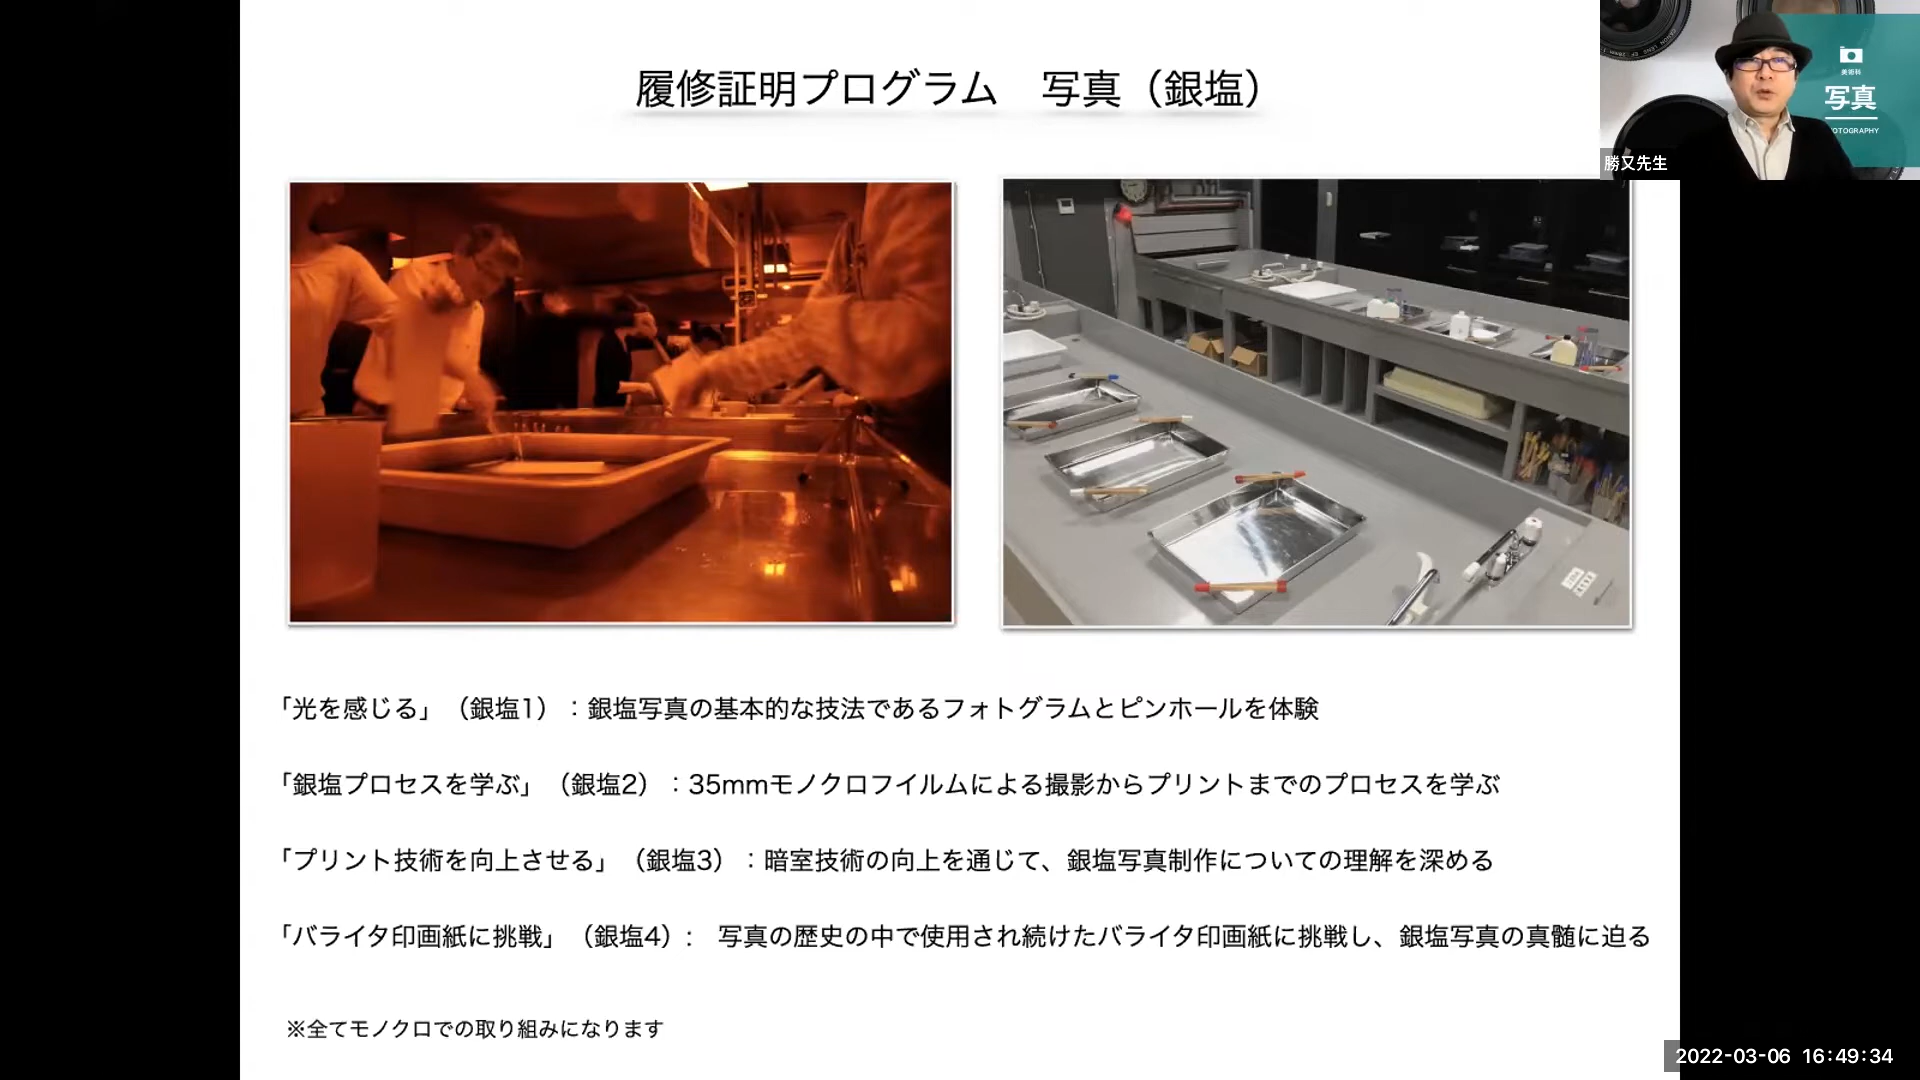 履修証明プログラム　写真（銀塩）
美術科
写真
OTOGRAPHY
勝又先生
「光を感じる」（銀塩1）：銀塩写真の基本的な技法であるフォトグラムとピンホールを体験
「銀塩プロセスを学ぶ」（銀塩2）：35mmモノクロフイルムによる撮影からプリントまでのプロセスを学ぶ
「プリント技術を向上させる」（銀塩3）：暗室技術の向上を通じて、銀塩写真制作についての理解を深める
「バライタ印画紙に挑戦」（銀塩4）:　写真の歴史の中で使用され続けたバライタ印画紙に挑戦し、銀塩写真の真髄に迫る
※全てモノクロでの取り組みになります
2022-03-06 16:49:34